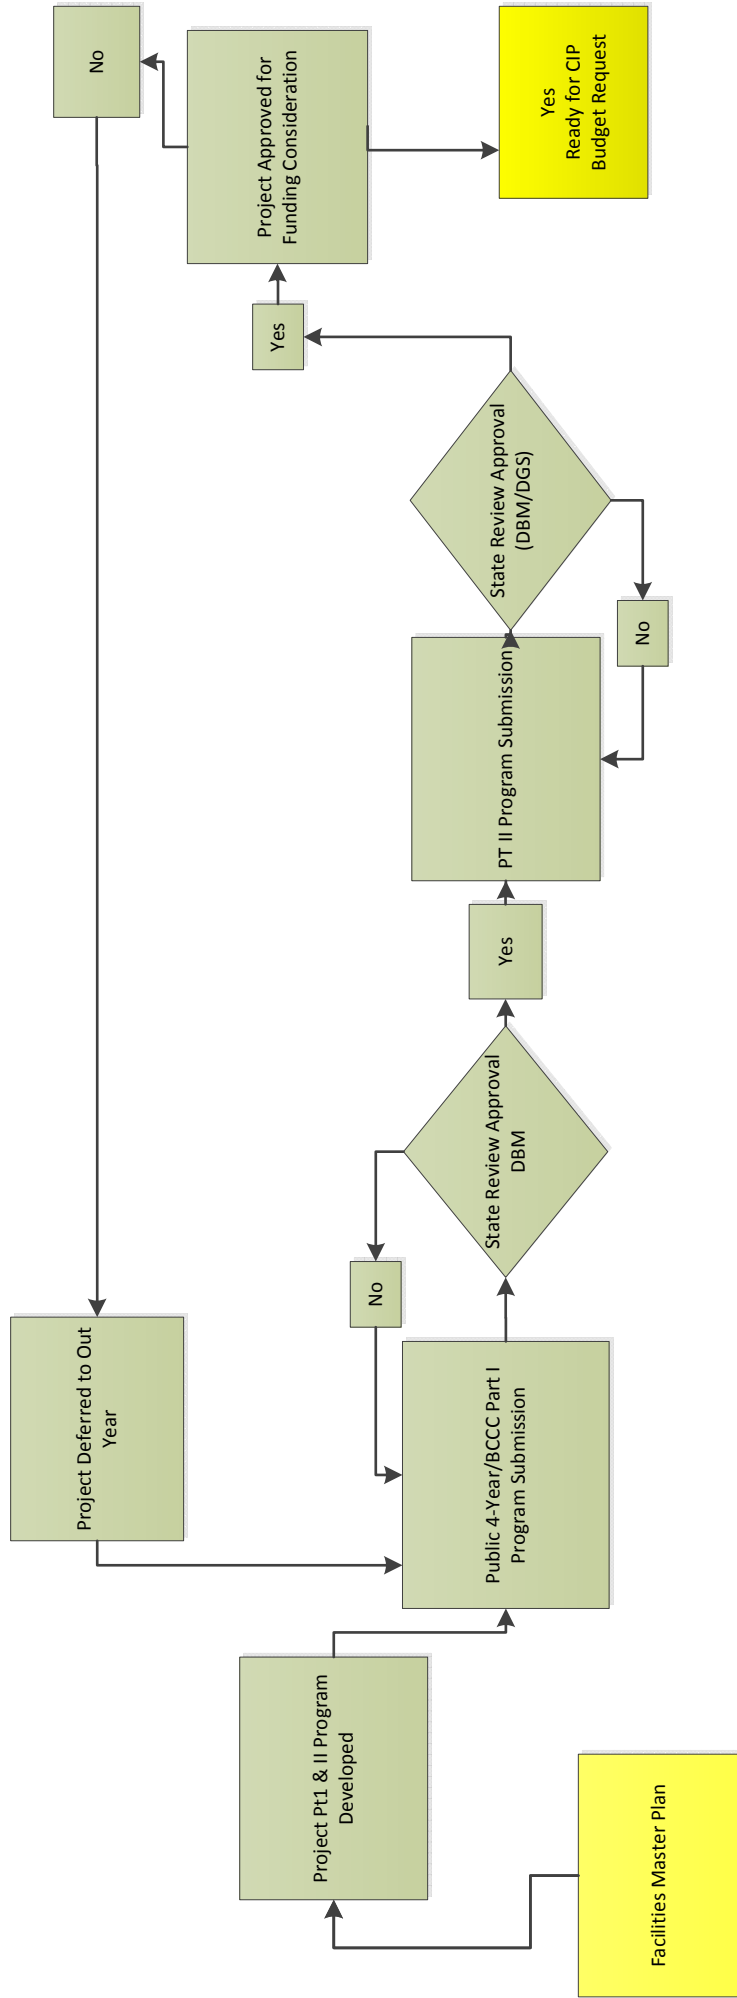 Facilities Master Plan
Project Pt1 & II Program
Developed
Project Deferred to Out
Year
Public 4-Year/BCCC Part I
Program Submission
No
State Review Approval
DBM
Yes
PT II Program Submission
State Review Approval
(DBM/DGS)
No
Yes
Project Approved for
Funding Consideration
No
Yes
Ready for CIP
Budget Request